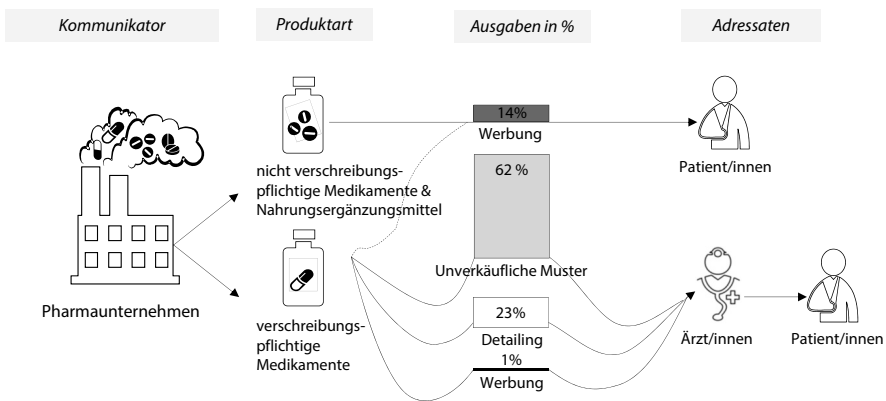 Kommunikator
Produktart
Ausgaben in %
Adressaten
14%
Werbung
Patient/innen
nicht verschreibungs-
pflichtige Medikamente &
Nahrungsergänzungsmittel
62 %
Unverkäufliche Muster
Pharmaunternehmen
verschreibungs-
pflichtige
Medikamente
23%
Detailing
1%
Werbung
Ärzt/innen
Patient/innen